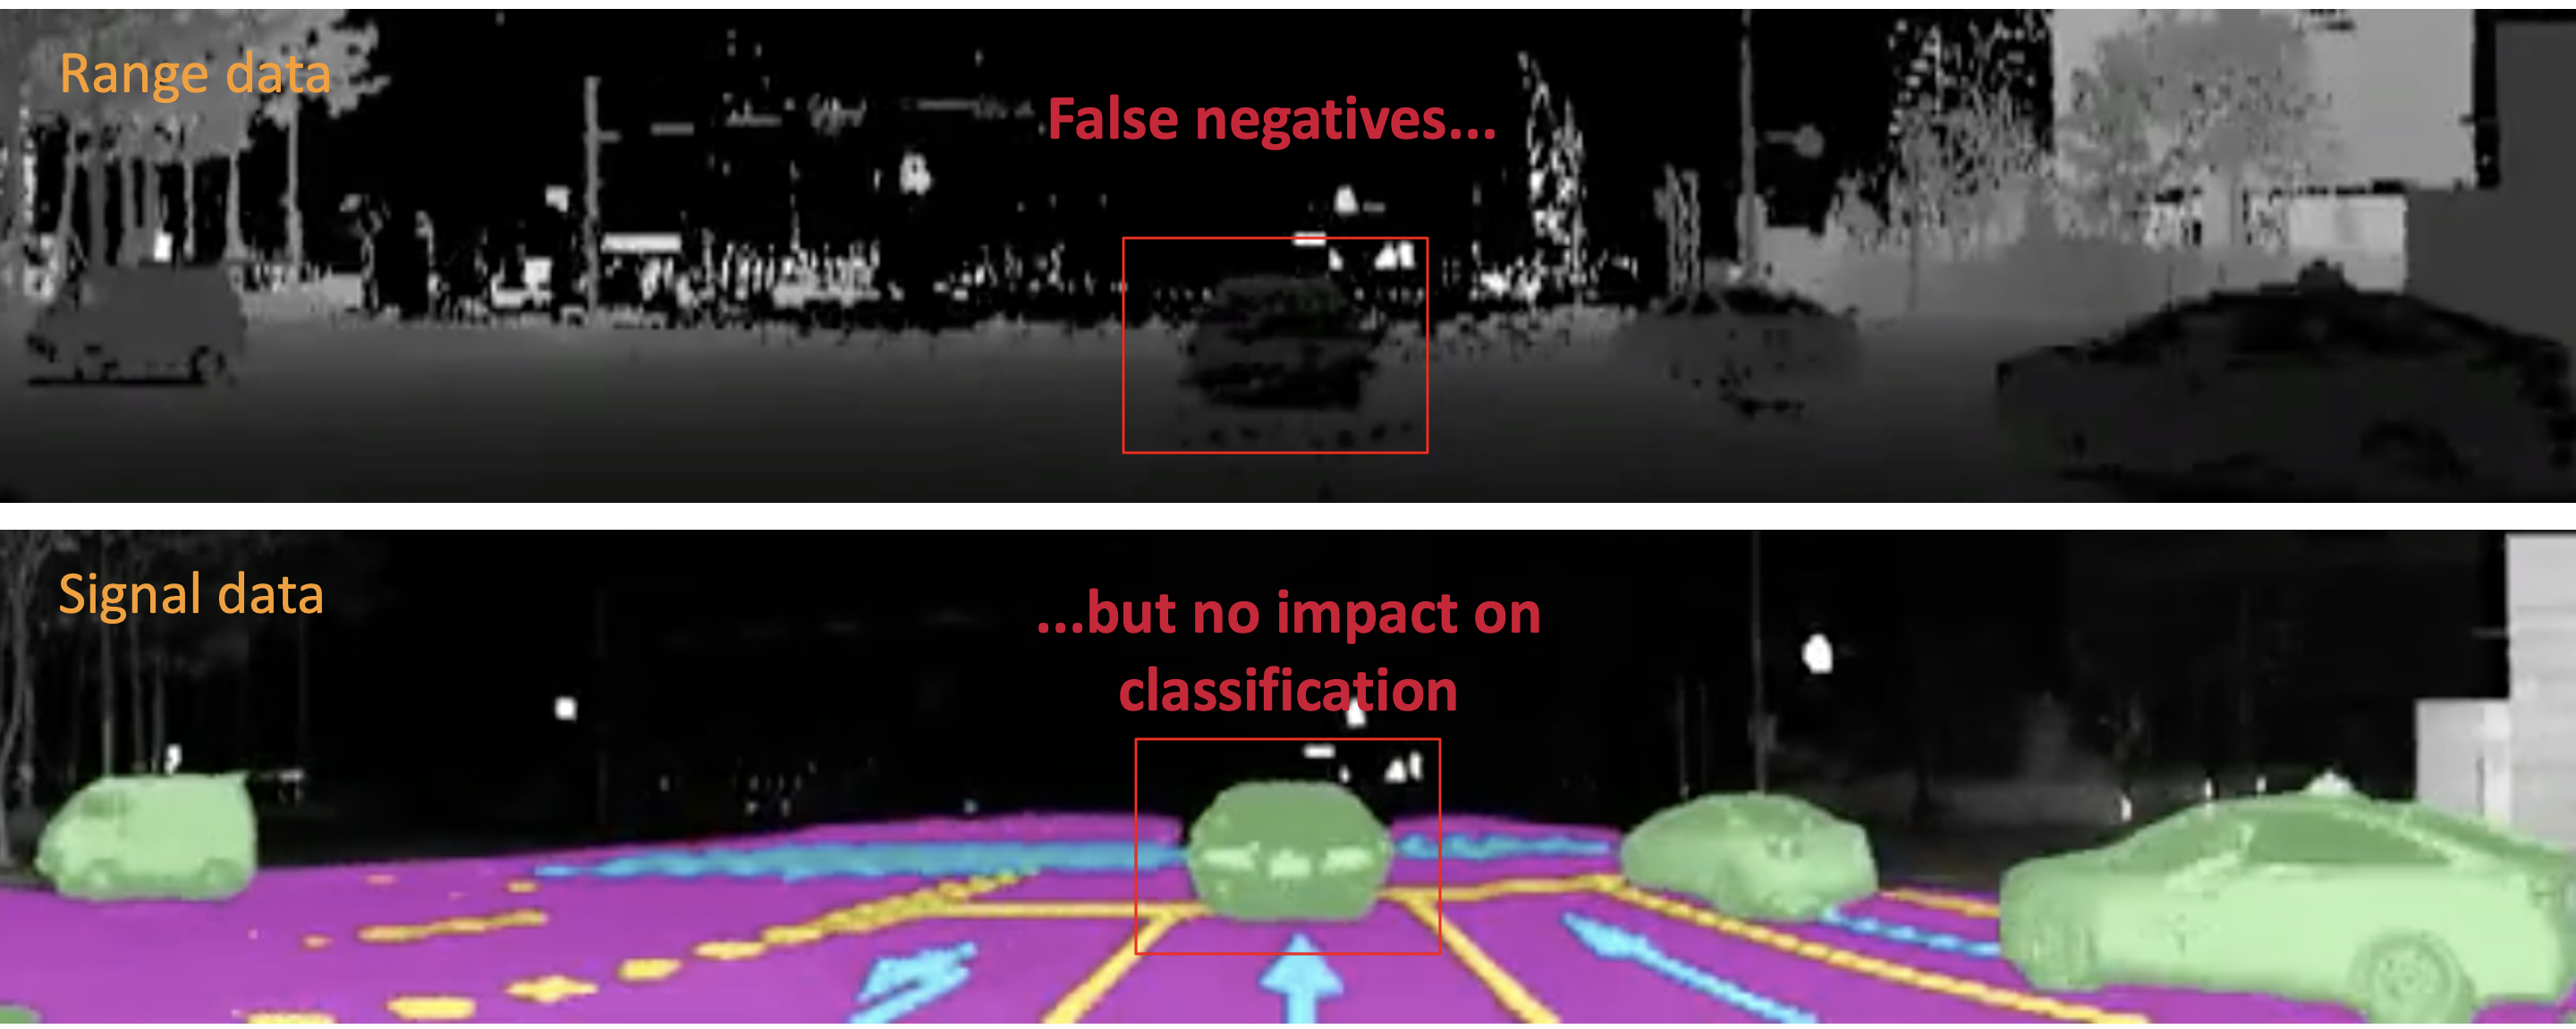 Range data
False negatives...
Signal data
...but no impact on
classification